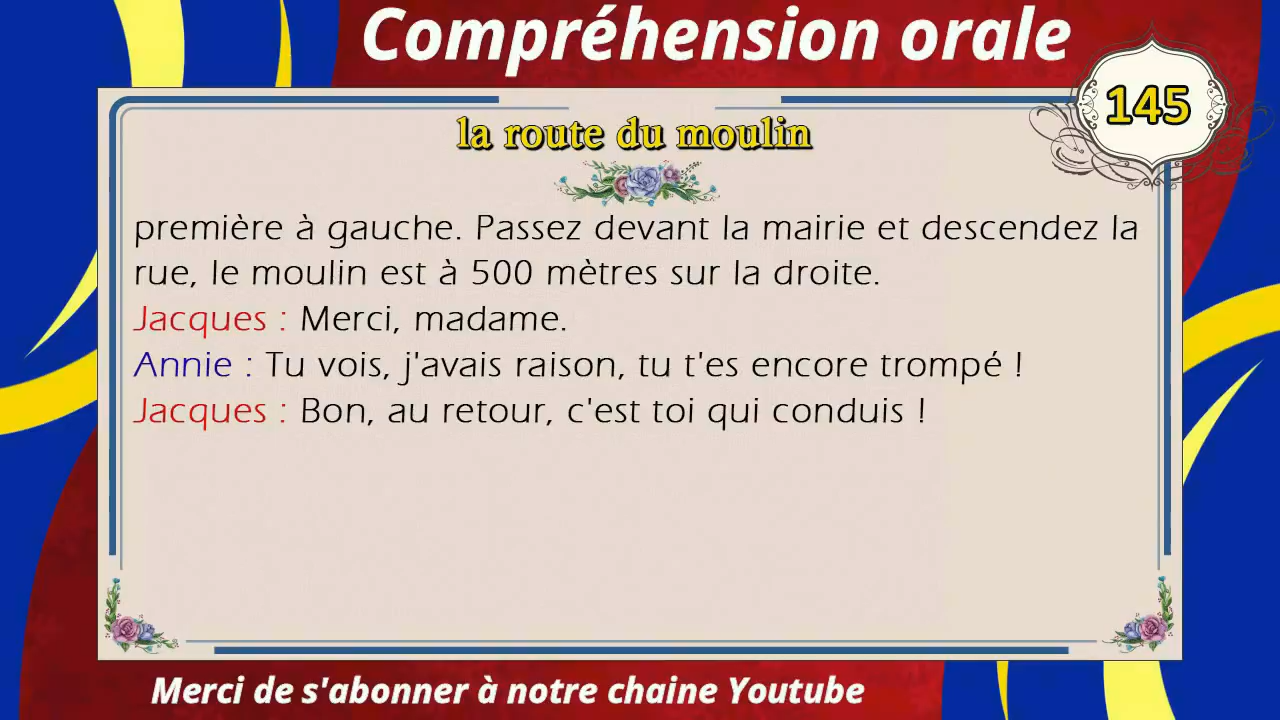 Compréhension orale
145
la route du moulin
première à gauche. Passez devant la mairie et descendez la
rue, le moulin est à 500 mètres sur la droite.
Jacques : Merci, madame.
Annie : Tu vois, j'avais raison, tu t'es encore trompé !
Jacques : Bon, au retour, c'est toi qui conduis !
Merci de s'abonner à notre chaine Youtube